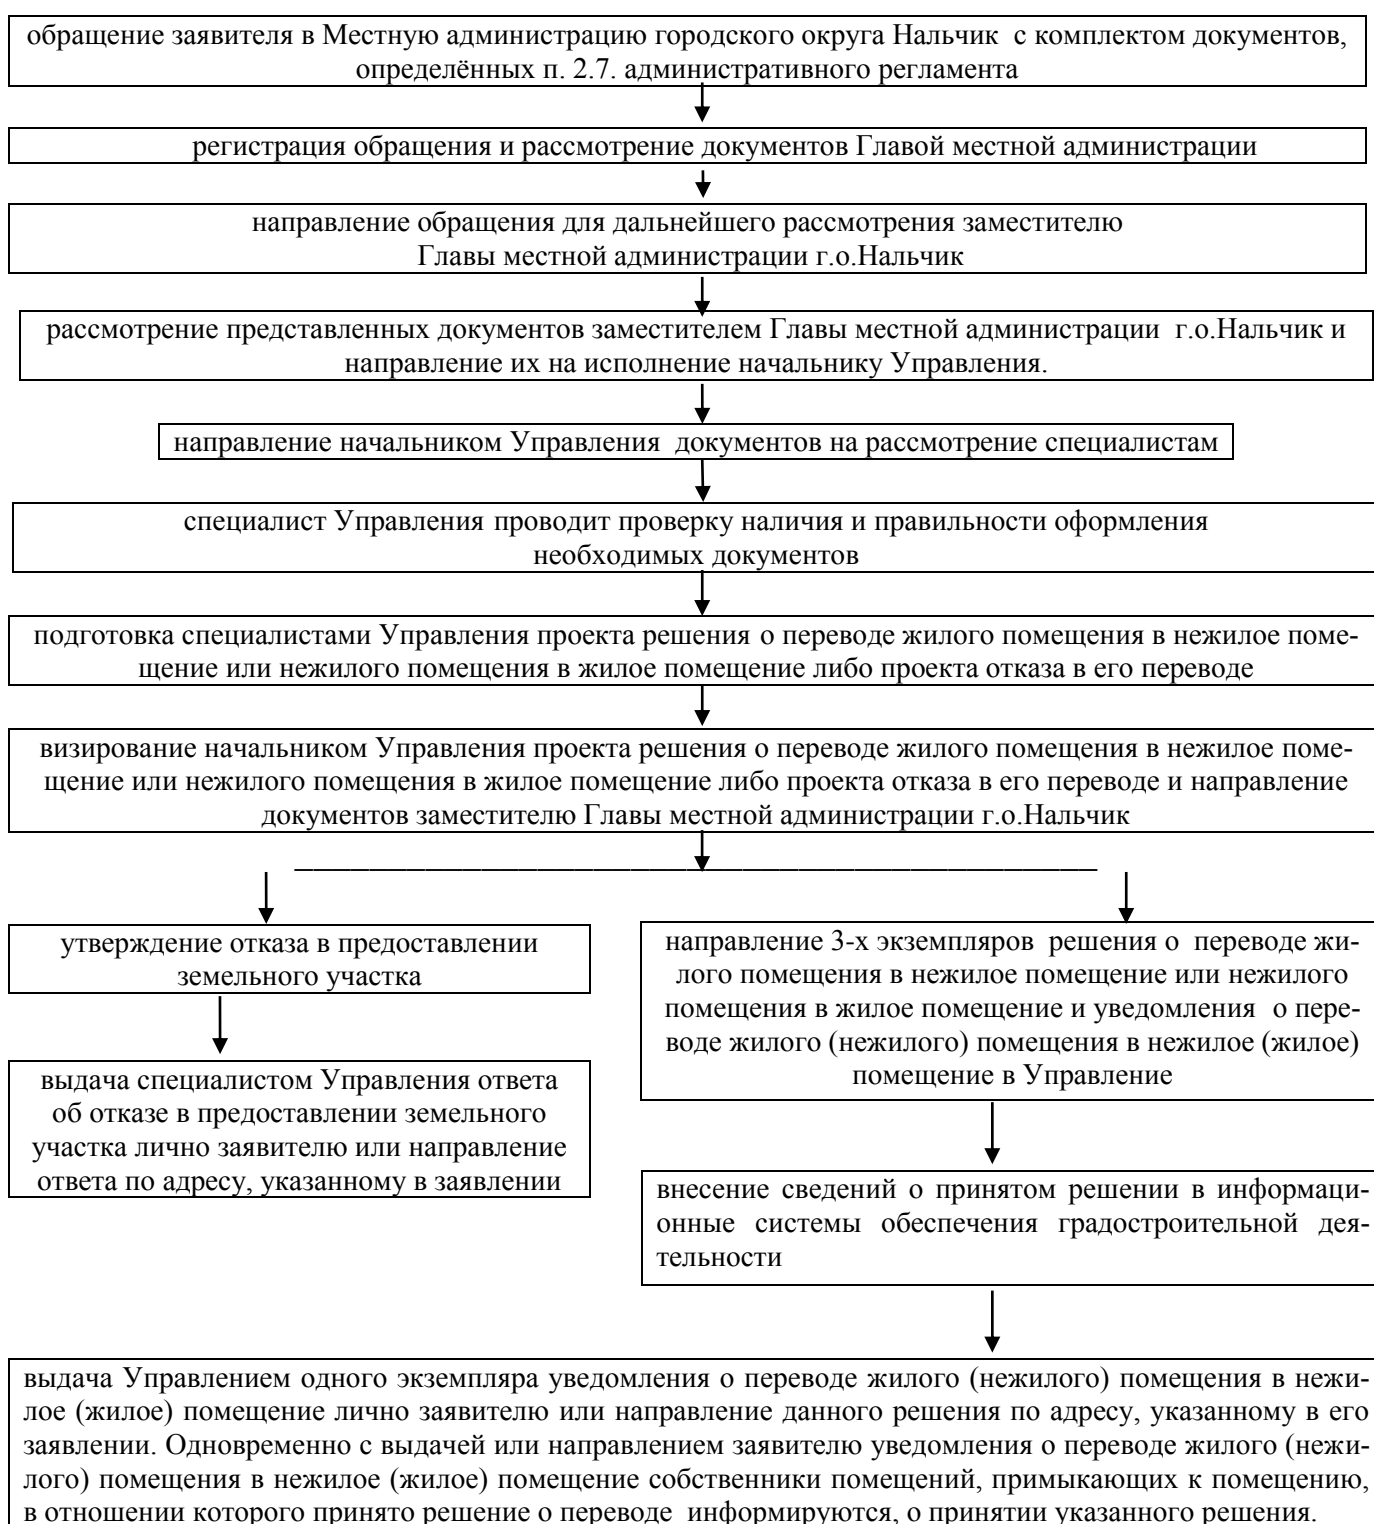 обращение заявителя в Местную администрацию городского округа Нальчик с комплектом документов,
определённых п. 2.7. административного регламента
регистрация обращения и рассмотрение документов Главой местной администрации
направление обращения для дальнейшего рассмотрения заместителю
Главы местной администрации г.о.Нальчик
рассмотрение представленных документов заместителем Главы местной администрации г.о.Нальчик и
направление их на исполнение начальнику Управления.
направление начальником Управления документов на рассмотрение специалистам
специалист Управления проводит проверку наличия и правильности оформления
необходимых документов
подготовка специалистами Управления проекта решения о переводе жилого помещения в нежилое поме-
щение или нежилого помещения в жилое помещение либо проекта отказа в его переводе
визирование начальником Управления проекта решения о переводе жилого помещения в нежилое поме-
щение или нежилого помещения в жилое помещение либо проекта отказа в его переводе и направление
документов заместителю Главы местной администрации г.о.Нальчик
утверждение отказа в предоставлении
земельного участка
выдача специалистом Управления ответа
об отказе в предоставлении земельного
участка лично заявителю или направление
ответа по адресу, указанному в заявлении
направление 3-х экземпляров решения о переводе жи-
лого помещения в нежилое помещение или нежилого
помещения в жилое помещение и уведомления о пере-
воде жилого (нежилого) помещения в нежилое (жилое)
помещение в Управление
внесение сведений о принятом решении в информаци-
онные системы обеспечения градостроительной дея-
тельности
выдача Управлением одного экземпляра уведомления о переводе жилого (нежилого) помещения в нежи-
лое (жилое) помещение лично заявителю или направление данного решения по адресу, указанному в его
заявлении. Одновременно с выдачей или направлением заявителю уведомления о переводе жилого (нежи-
лого) помещения в нежилое (жилое) помещение собственники помещений, примыкающих к помещению,
в отношении которого принято решение о переводе информируются, о принятии указанного решения.